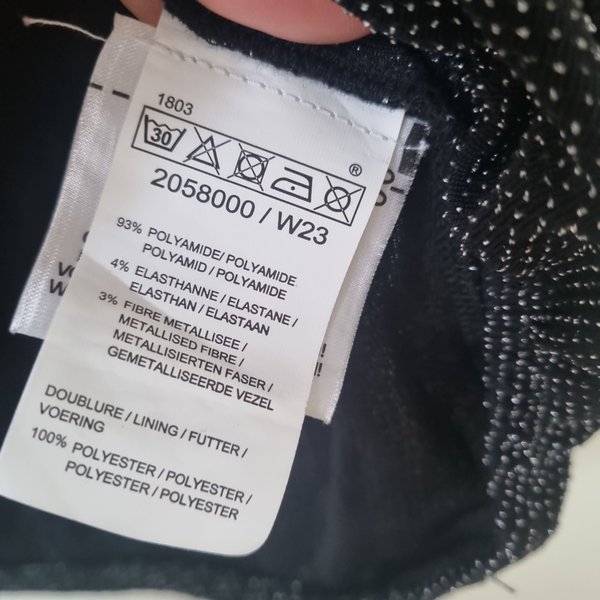 1803
30
®
2058000 / W23
93% POLYAMIDE/ POLYAMIDE
POLYAMID / POLYAMIDE
4% ELASTHANNE / ELASTANE /
ELASTHAN / ELASTAAN
3% FIBRE METALLISEE /
METALLISED FIBRE /
METALLISIERTEN FASER /
GEMETALLISEERDE VEZEL
DOUBLURE / LINING / FUTTER /
VOERING
100% POLYESTER / POLYESTER /
POLYESTER / POLYESTER